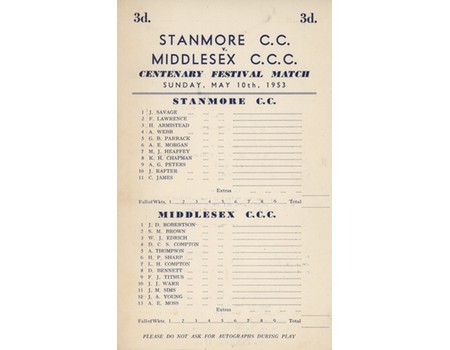 3d. 3d.
STANMORE C.C.
v.
MIDDLESEX C.C.C.
CENTENARY FESTIVAL MATCH
SUNDAY, MAY 10th, 1953
STANMORE C.C.
1 J. SAVAGE
2 F. LAWRENCE
3 H. ARMISTEAD
4 A. WEBB
5 G. B. PARRACK
6 A. E. MORGAN
7 M. J. HEAFFEY
8 K. H. CHAPMAN
9 A. G. PETERS
10 J. RAFTER
11 C. JAMES
Extras
Fall of Wkts. 1 2 3 4 5 6 7 8 9 Total
MIDDLESEX C.C.C.
1 J. D. ROBERTSON
2 S. M. BROWN
3 W. J. EDRICH
4 D. C. S. COMPTON
5 A. THOMPSON
6 H. P. SHARP
7 L. H. COMPTON
8 D. BENNETT
9 F. J. TITMUS
10 J. J. WARR
11 J. M. SIMS
12 J. A. YOUNG
13 A. E. MOSS
Extras
Fall of Wkts. 1 2 3 4 5 6 7 8 9 Total
PLEASE DO NOT ASK FOR AUTOGRAPHS DURING PLAY